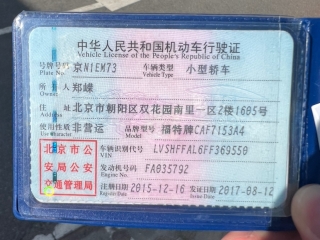 中华人民共和国机动车行驶证
Vehicle License of the People's Republic of China
号牌号码 京N1EM73 车辆类型 小型轿车
Plate No. Vehicle Type
所有人 郑嵘
Owner
住址 北京市朝阳区双花园南里一区2楼1605号
Address
使用性质 非营运 品牌型号 福特牌CAF7153A4
Use Character Model
北京市公
安局公安
交通管理局
车辆识别代号 LVSHFFAL6FF369550
VIN
发动机号码 FA035792
Engine No.
注册日期 2015-12-16 发证日期 2017-08-12
Register Date Issue Date